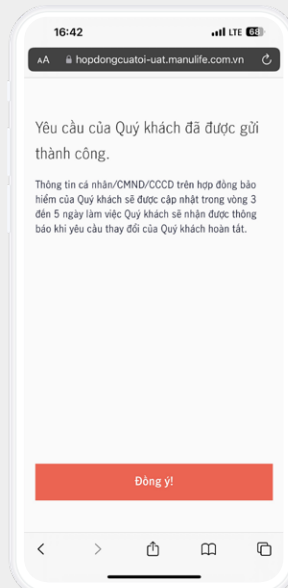 16:42
LTE 63
AA hopdongcuatoi-uat.manulife.com.vn
Yêu cầu của Quý khách đã được gửi
thành công.
Thông tin cá nhân/CMND/CCCD trên hợp đồng bảo
hiểm của Quý khách sẽ được cập nhật trong vòng 3
đến 5 ngày làm việc Quý khách sẽ nhận được thông
báo khi yêu cầu thay đổi của Quý khách hoàn tất.
Đồng ý!